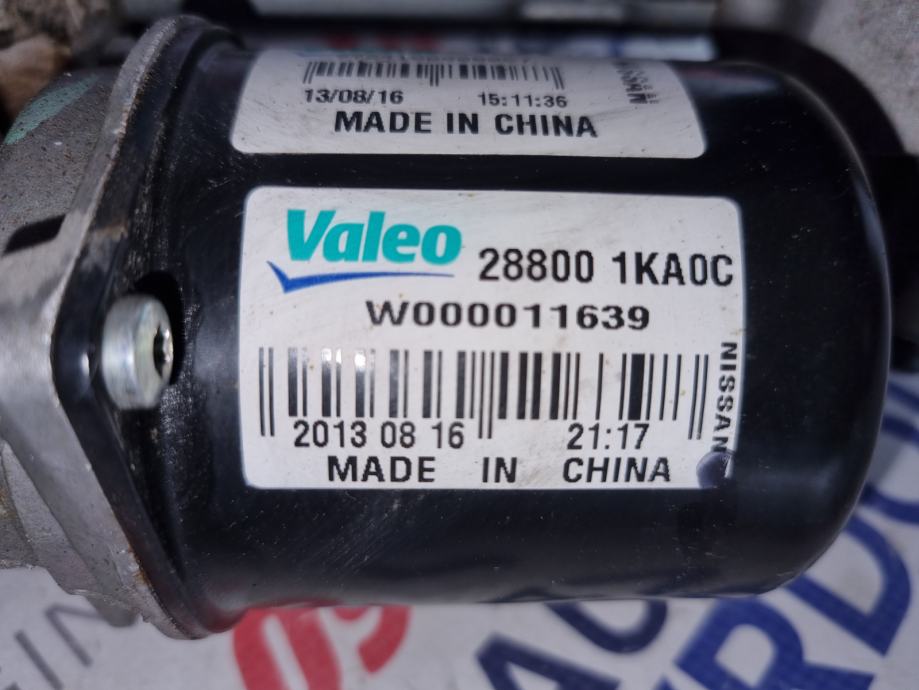 13/08/16 15:11:36
MADE IN CHINA
Valeo 28800 1KA0C
W000011639
NISSAN
2013 08 16 21:17
MADE IN CHINA